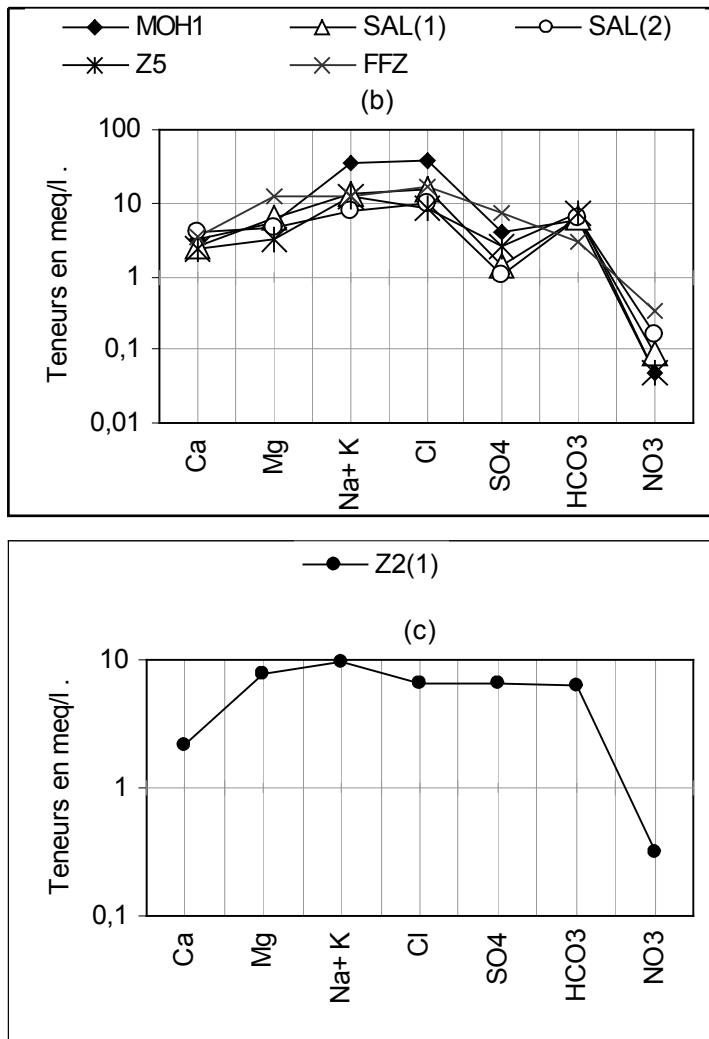 MOH1 SAL(1) SAL(2)
Z5 FFZ
(b)
Teneurs en meq/l .
100
10
1
0,1
0,01
Ca Mg Na+ K Cl SO4 HCO3 NO3
Z2(1)
(c)
Teneurs en meq/l .
10
1
0,1
Ca Mg Na+ K Cl SO4 HCO3 NO3